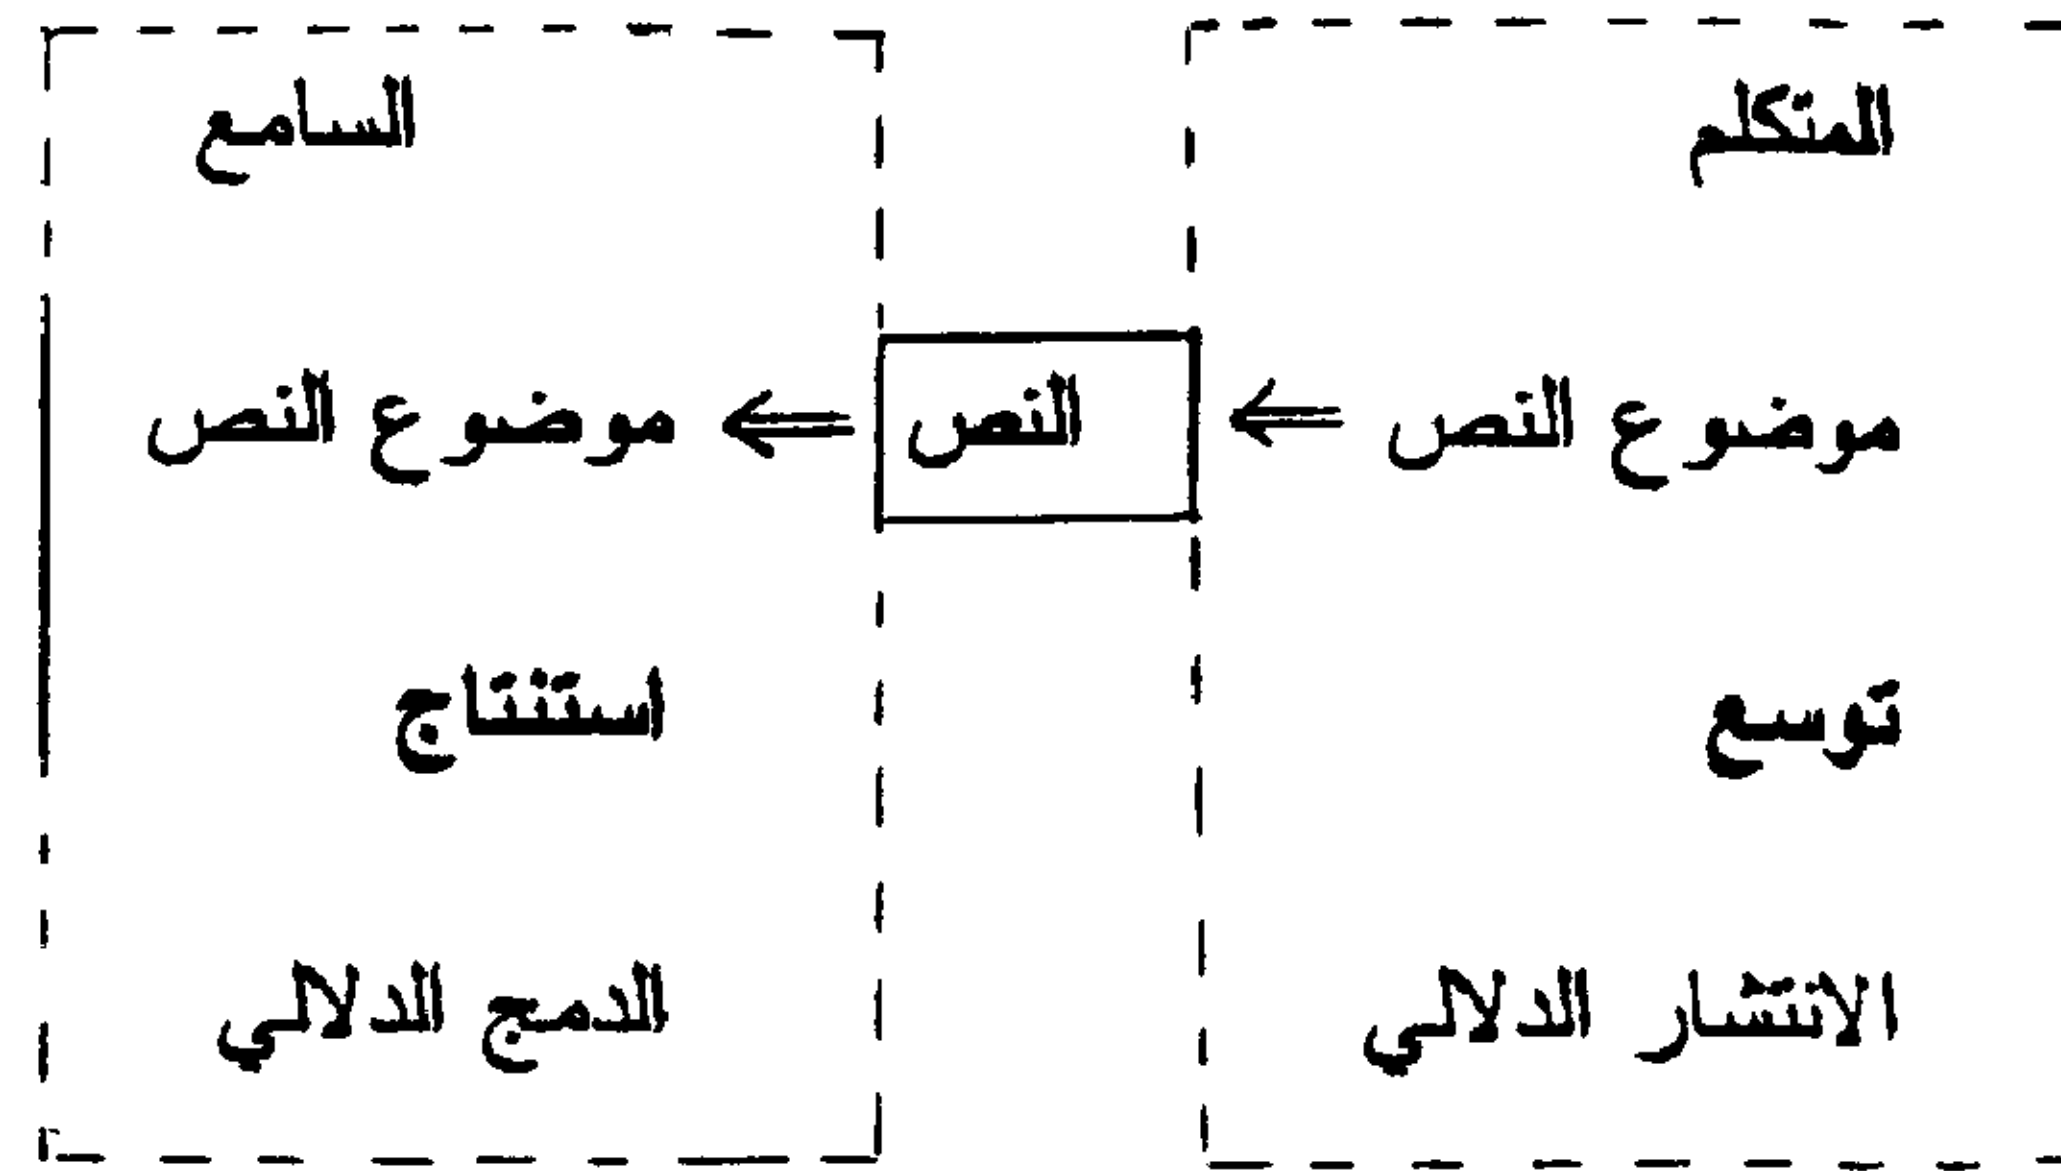 المتكلم السامع
موضوع النص ⇐ النص ⇐ موضوع النص
توسع استنتاج
الانتشار الدلالي الدمج الدلالي